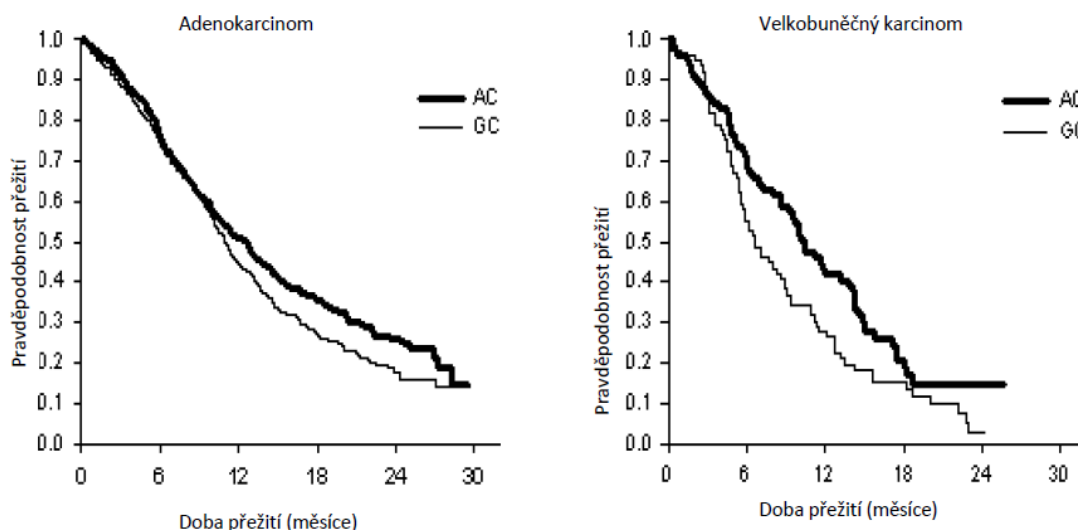 Adenokarcinom
Pravděpodobnost přežití
1.0
0.9
0.8
0.7
0.6
0.5
0.4
0.3
0.2
0.1
0.0
AC
GC
0 6 12 18 24 30
Doba přežití (měsíce)
Velkobuněčný karcinom
Pravděpodobnost přežití
1.0
0.9
0.8
0.7
0.6
0.5
0.4
0.3
0.2
0.1
0.0
AC
GC
0 6 12 18 24 30
Doba přežití (měsíce)